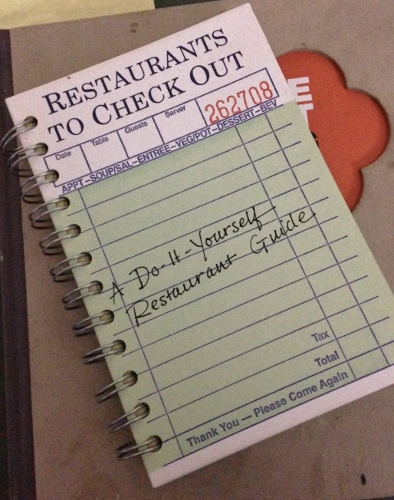 RESTAURANTS
TO CHECK OUT
Date Table Guests Server 262708
APPT–SOUP/SAL–ENTREE–VEG/POT–DESSERT–BEV
A Do-It-Yourself
Restaurant Guide
Tax
Total
Thank You — Please Come Again